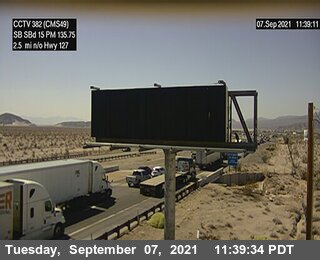 CCTV 382 (CMS49)
SB SBd 15 PM 135.75
2.5 mi n/o Hwy 127
07.Sep 2021 11:39:11
Tuesday, September 07, 2021 11:39:34 PDT